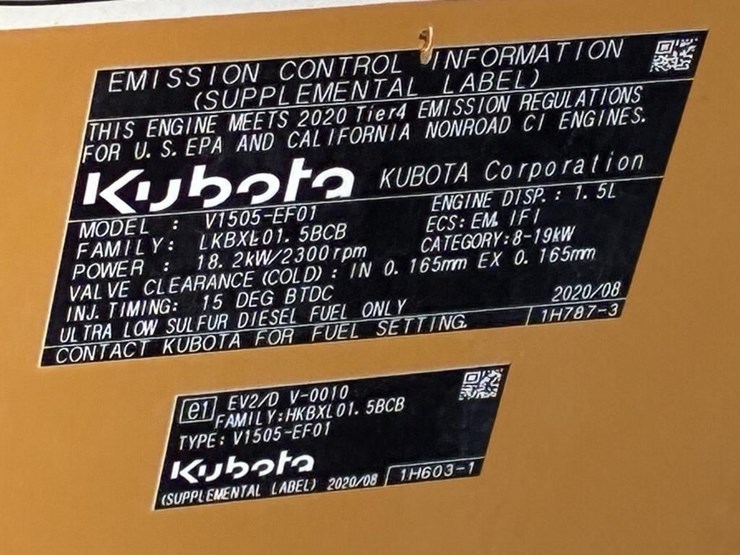 EMISSION CONTROL INFORMATION
(SUPPLEMENTAL LABEL)
THIS ENGINE MEETS 2020 Tier4 EMISSION REGULATIONS
FOR U.S.EPA AND CALIFORNIA NONROAD CI ENGINES.
Kubota KUBOTA Corporation
MODEL : V1505-EF01 ENGINE DISP.: 1.5L
FAMILY: LKBXL01.5BCB ECS: EM, IFI
POWER : 18.2kW/2300rpm CATEGORY:8-19kW
VALVE CLEARANCE (COLD) : IN 0.165mm EX 0.165mm
INJ. TIMING: 15 DEG BTDC
ULTRA LOW SULFUR DIESEL FUEL ONLY 2020/08
CONTACT KUBOTA FOR FUEL SETTING. 1H787-3
e1 EV2/D V-0010
FAMILY:HKBXL01.5BCB
TYPE: V1505-EF01
Kubota
(SUPPLEMENTAL LABEL) 2020/08 1H603-1